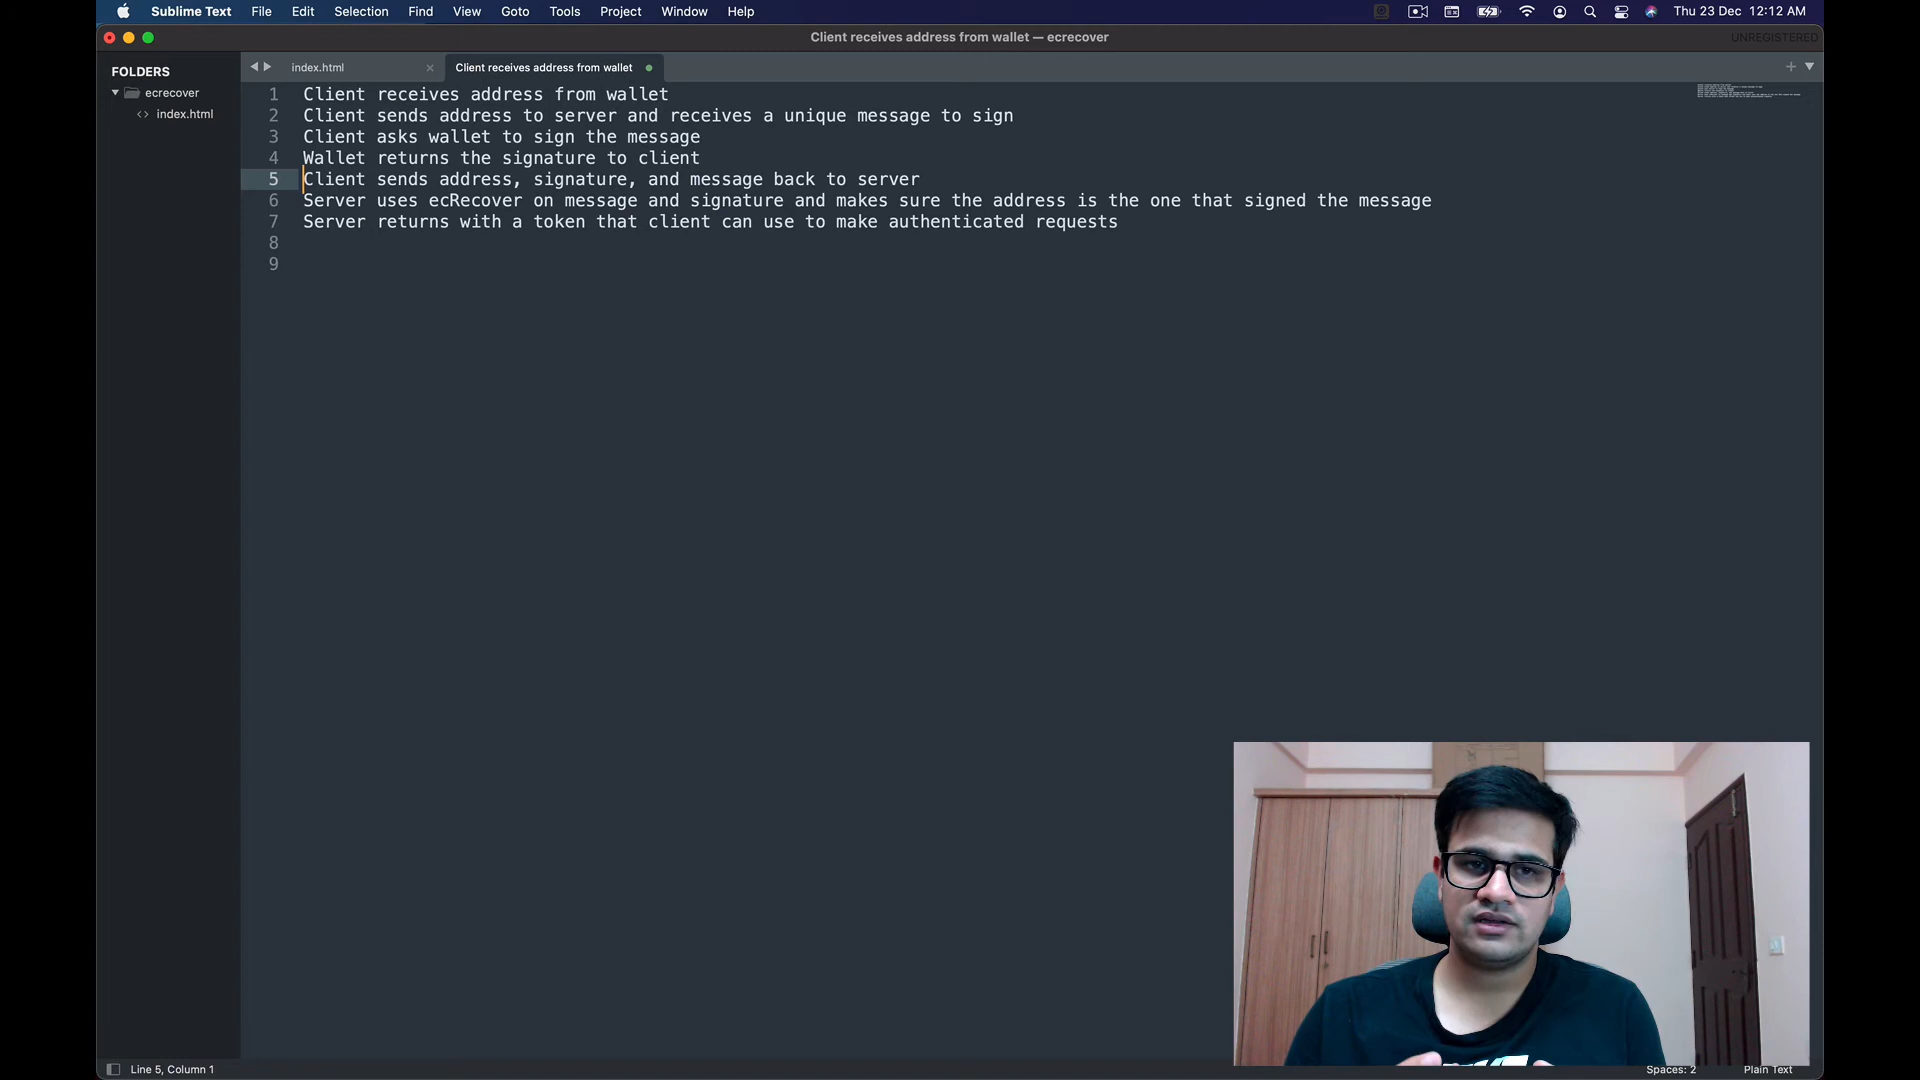 Sublime Text File Edit Selection Find View Goto Tools Project Window Help Thu 23 Dec 12:12 AM
Client receives address from wallet — ecrecover
UNREGISTERED
FOLDERS
ecrecover
index.html
index.html
Client receives address from wallet
1 Client receives address from wallet
2 Client sends address to server and receives a unique message to sign
3 Client asks wallet to sign the message
4 Wallet returns the signature to client
5 Client sends address, signature, and message back to server
6 Server uses ecRecover on message and signature and makes sure the address is the one that signed the message
7 Server returns with a token that client can use to make authenticated requests
8
9
Line 5, Column 1
Spaces: 2
Plain Text